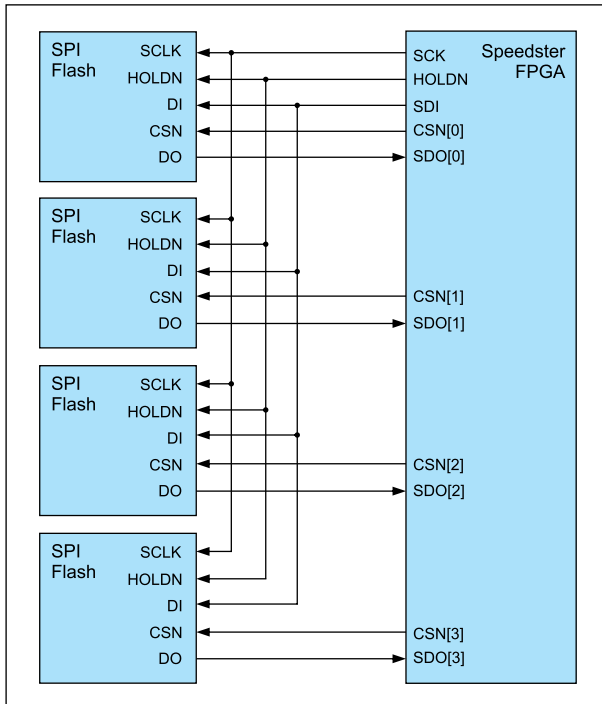 SPI
Flash
SCLK
HOLDN
DI
CSN
DO
SPI
Flash
SCLK
HOLDN
DI
CSN
DO
SPI
Flash
SCLK
HOLDN
DI
CSN
DO
SPI
Flash
SCLK
HOLDN
DI
CSN
DO
Speedster
FPGA
SCK
HOLDN
SDI
CSN[0]
SDO[0]
CSN[1]
SDO[1]
CSN[2]
SDO[2]
CSN[3]
SDO[3]